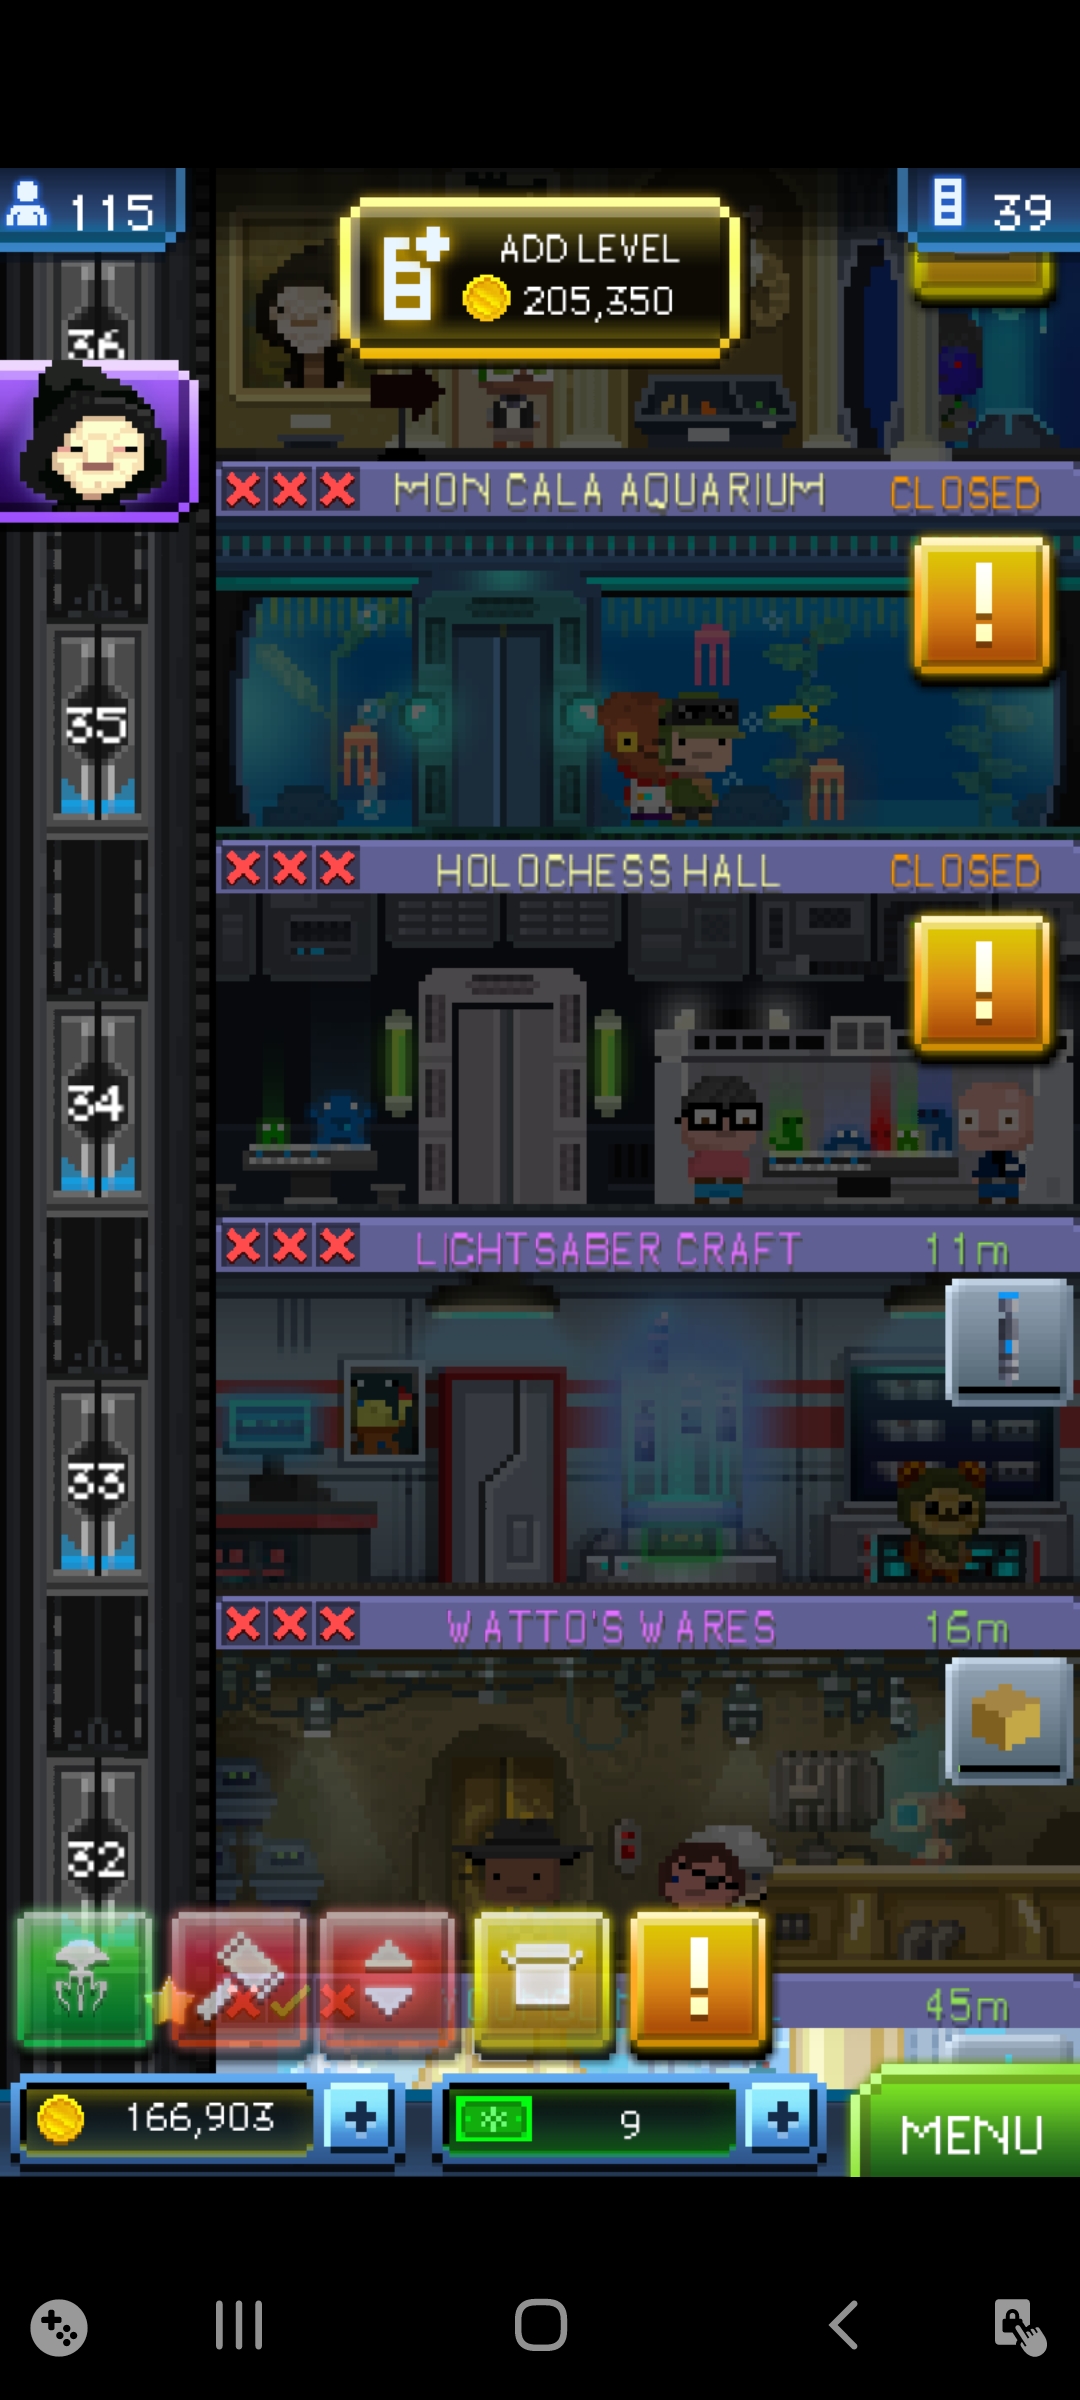 115
39
ADD LEVEL
205,350
36
MON CALA AQUARIUM CLOSED
!
35
HOLOCHESS HALL CLOSED
!
34
LIGHTSABER CRAFT 11m
33
WATTO'S WARES 16m
32
!
45m
166,903 +
9 +
MENU